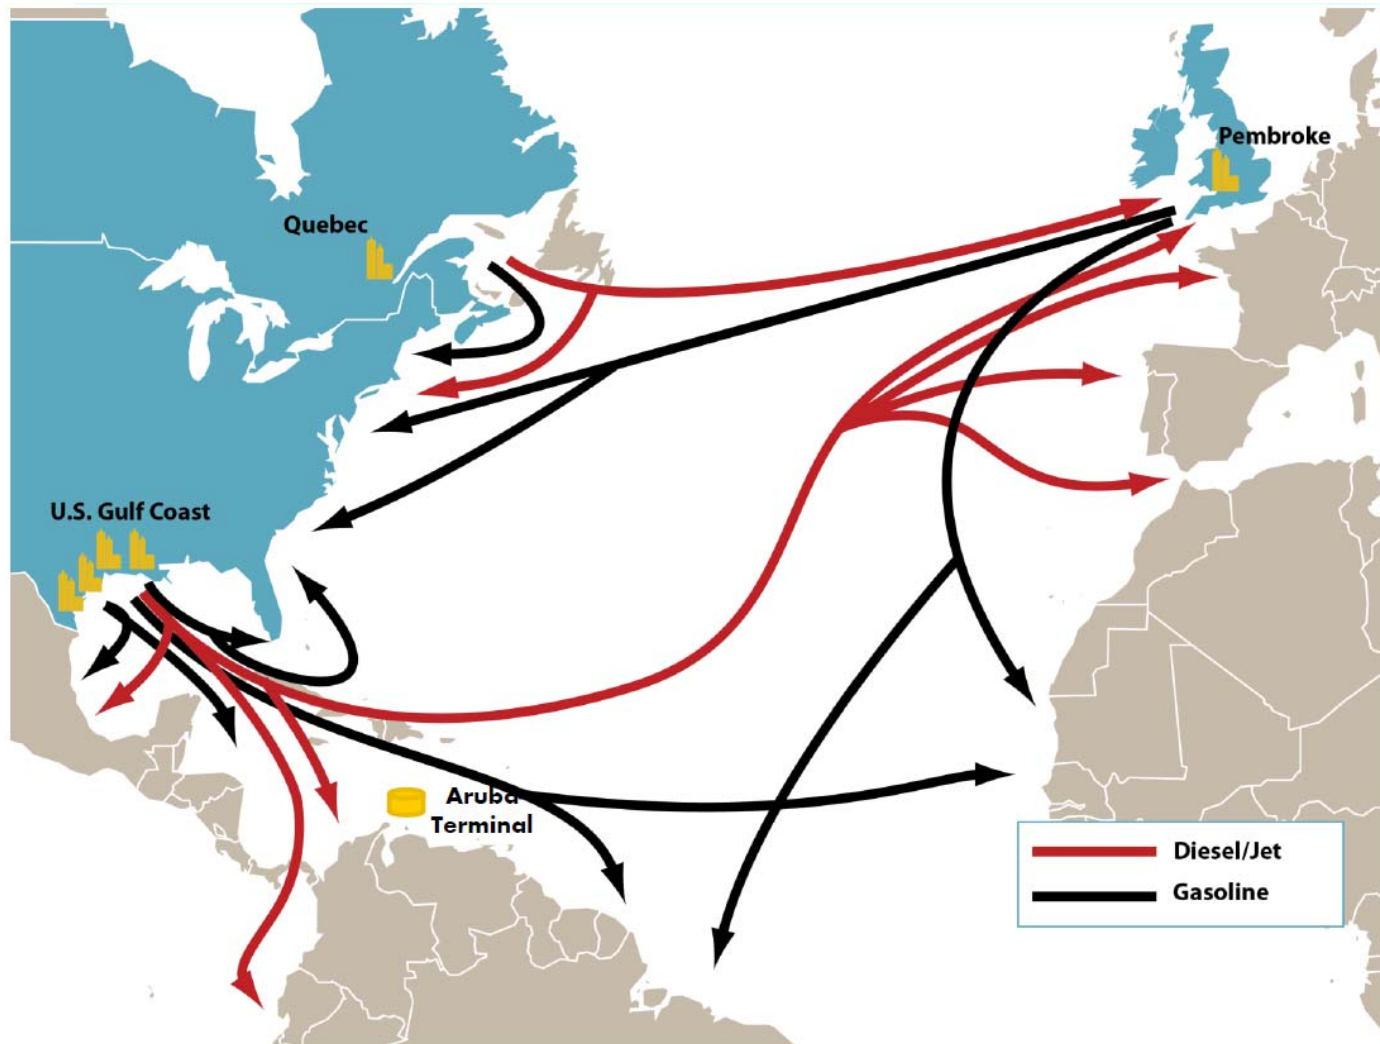 Pembroke
Quebec
U.S. Gulf Coast
Aruba
Terminal
Diesel/Jet
Gasoline